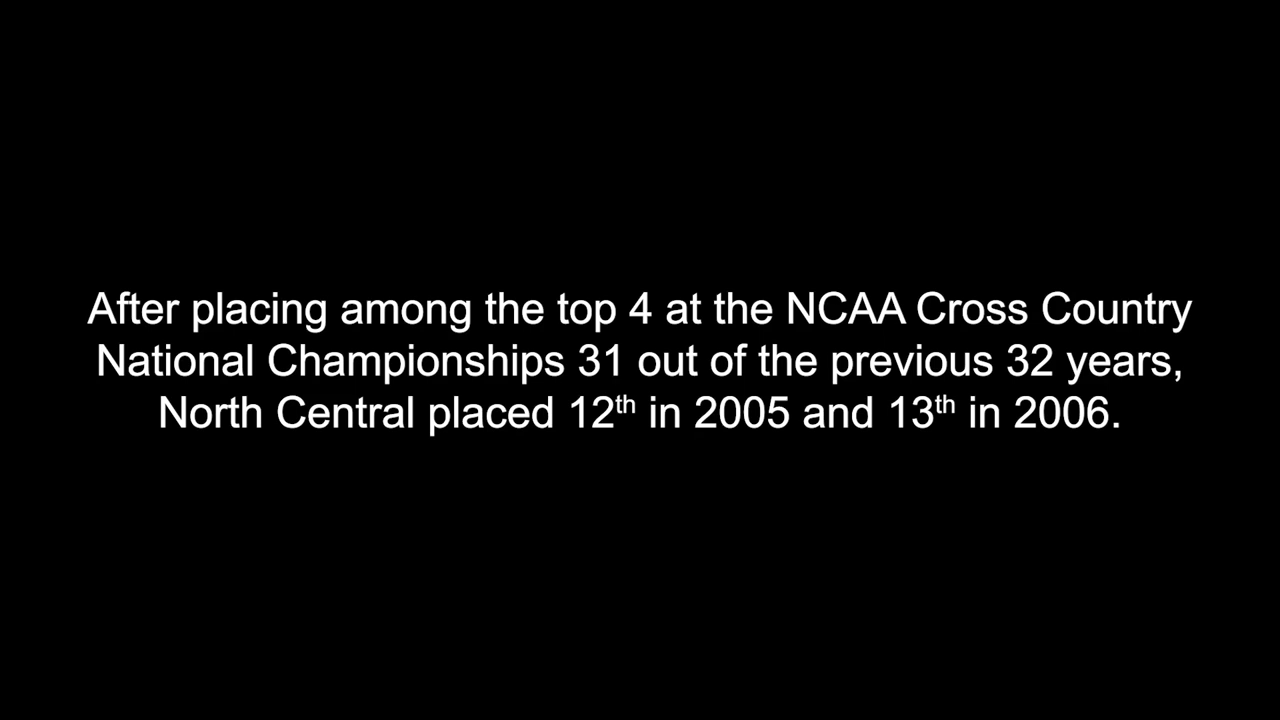 After placing among the top 4 at the NCAA Cross Country
National Championships 31 out of the previous 32 years,
North Central placed 12th in 2005 and 13th in 2006.